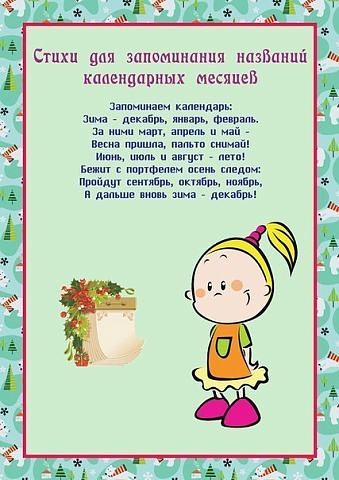 Стихи для запоминания названий
календарных месяцев
Запоминаем календарь:
Зима - декабрь, январь, февраль.
За ними март, апрель и май -
Весна пришла, пальто снимай!
Июнь, июль и август - лето!
Бежит с портфелем осень следом:
Пройдут сентябрь, октябрь, ноябрь,
А дальше вновь зима - декабрь!